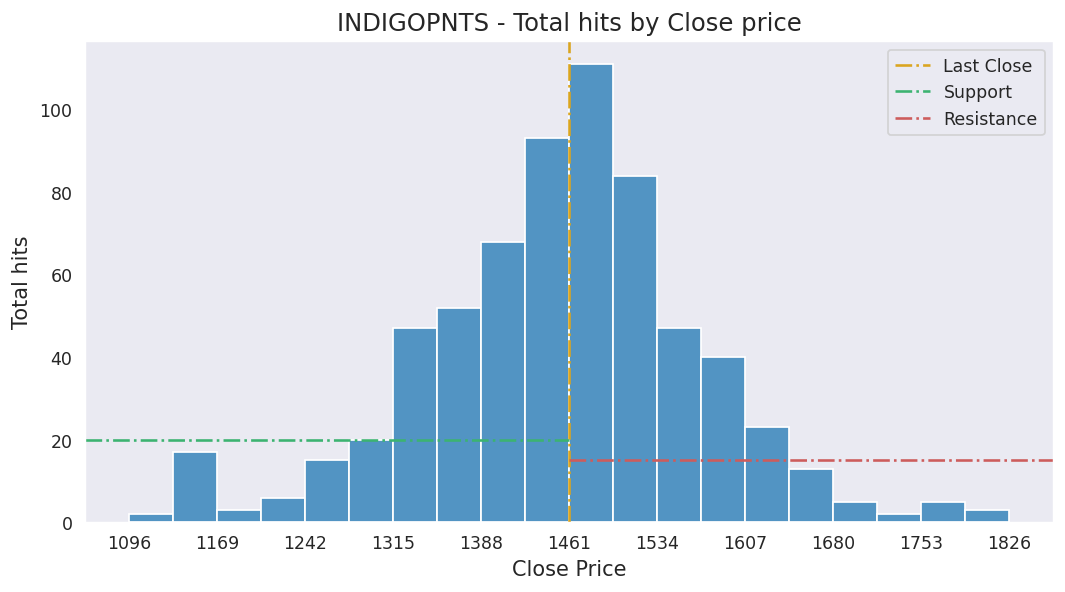 INDIGOPNTS - Total hits by Close price
Last Close
Support
Resistance
Total hits
100
80
60
40
20
0
1096 1169 1242 1315 1388 1461 1534 1607 1680 1753 1826
Close Price